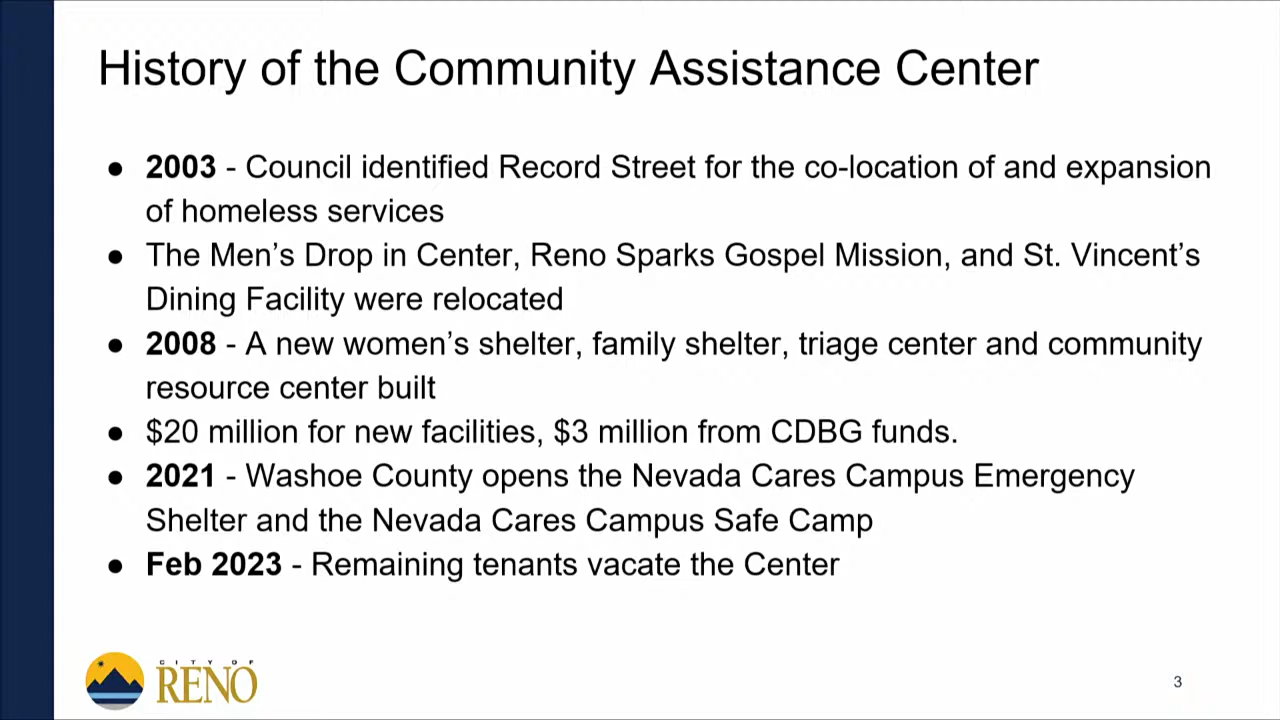 History of the Community Assistance Center
● 2003 - Council identified Record Street for the co-location of and expansion
of homeless services
● The Men’s Drop in Center, Reno Sparks Gospel Mission, and St. Vincent’s
Dining Facility were relocated
● 2008 - A new women’s shelter, family shelter, triage center and community
resource center built
● $20 million for new facilities, $3 million from CDBG funds.
● 2021 - Washoe County opens the Nevada Cares Campus Emergency
Shelter and the Nevada Cares Campus Safe Camp
● Feb 2023 - Remaining tenants vacate the Center
CITY OF
RENO
3